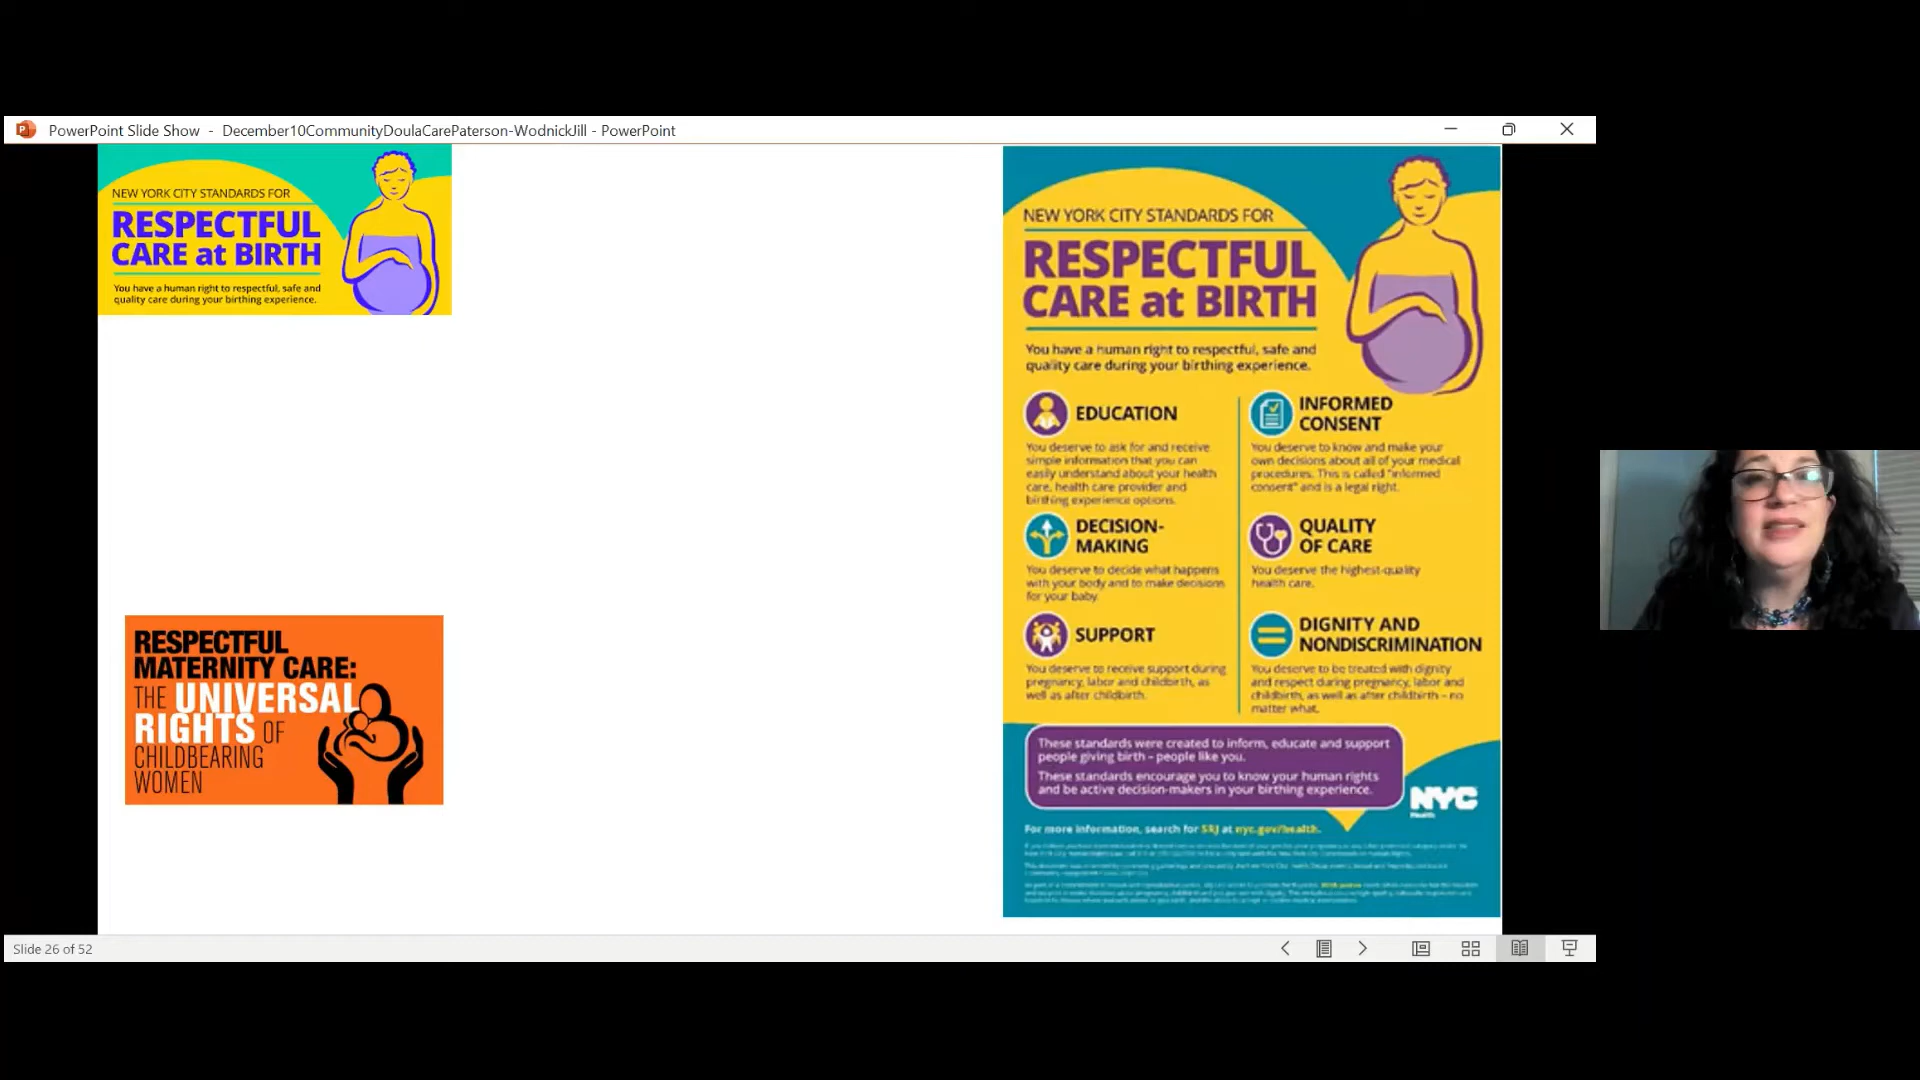 PowerPoint Slide Show - December10CommunityDoulaCarePaterson-WodnickJill - PowerPoint
NEW YORK CITY STANDARDS FOR
RESPECTFUL
CARE at BIRTH
You have a human right to respectful, safe and
quality care during your birthing experience.
RESPECTFUL
MATERNITY CARE:
THE UNIVERSAL
RIGHTS OF
CHILDBEARING
WOMEN
NEW YORK CITY STANDARDS FOR
RESPECTFUL
CARE at BIRTH
You have a human right to respectful, safe and
quality care during your birthing experience.
EDUCATION
You deserve to ask for and receive
simple information that you can
easily understand about your health
care, health care provider and
birthing experience options.
INFORMED
CONSENT
You deserve to know and make your
own decisions about all of your medical
procedures. This is called "informed
consent" and is a legal right.
DECISION-
MAKING
You deserve to decide what happens
with your body and to make decisions
for your baby.
QUALITY
OF CARE
You deserve the highest-quality
health care.
SUPPORT
You deserve to receive support during
pregnancy, labor and childbirth, as
well as after childbirth.
DIGNITY AND
NONDISCRIMINATION
You deserve to be treated with dignity
and respect during pregnancy, labor and
childbirth, as well as after childbirth – no
matter what.
These standards were created to inform, educate and support
people giving birth – people like you.
These standards encourage you to know your human rights
and be active decision-makers in your birthing experience.
NYC
Health
For more information, search for SRJ at nyc.gov/health.
Slide 26 of 52